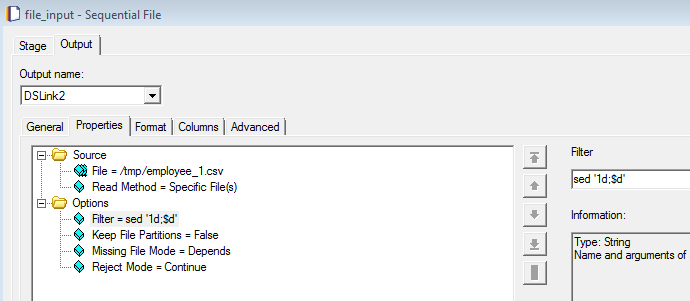 file_input - Sequential File
Stage Output
Output name:
DSLink2
General Properties Format Columns Advanced
Source
File = /tmp/employee_1.csv
Read Method = Specific File(s)
Options
Filter = sed '1d;$d'
Keep File Partitions = False
Missing File Mode = Depends
Reject Mode = Continue
Filter
sed '1d;$d'
Information:
Type: String
Name and arguments of